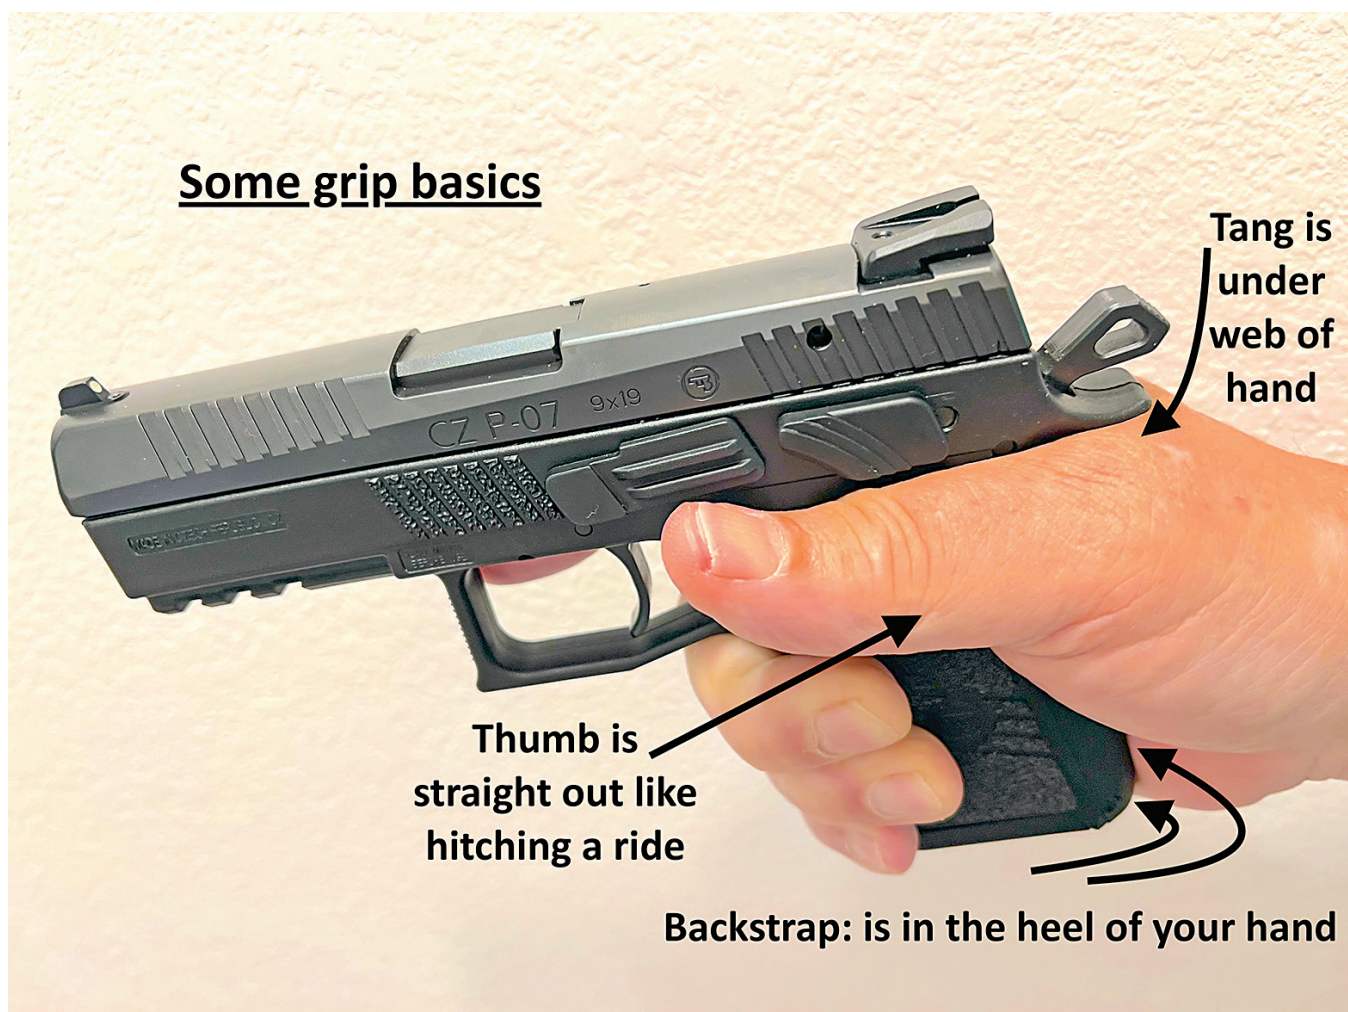 Some grip basics
Tang is
under
web of
hand
CZ P-07 9x19
Thumb is
straight out like
hitching a ride
Backstrap: is in the heel of your hand